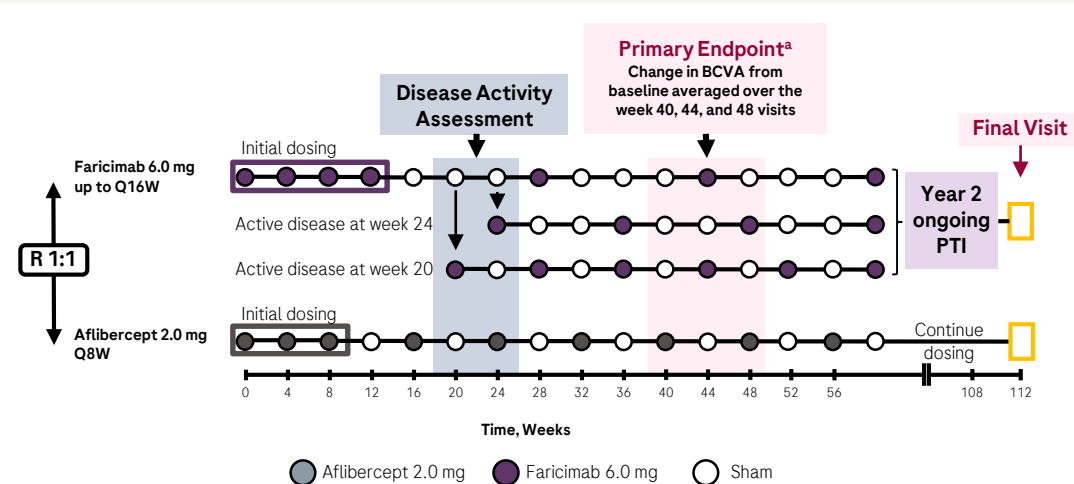 Primary Endpointᵃ
Change in BCVA from
baseline averaged over the
week 40, 44, and 48 visits
Disease Activity
Assessment
Final Visit
Initial dosing
Faricimab 6.0 mg
up to Q16W
Active disease at week 24
Year 2
ongoing
PTI
R 1:1
Active disease at week 20
Initial dosing
Aflibercept 2.0 mg
Q8W
Continue
dosing
0 4 8 12 16 20 24 28 32 36 40 44 48 52 56 108 112
Time, Weeks
Aflibercept 2.0 mg Faricimab 6.0 mg Sham